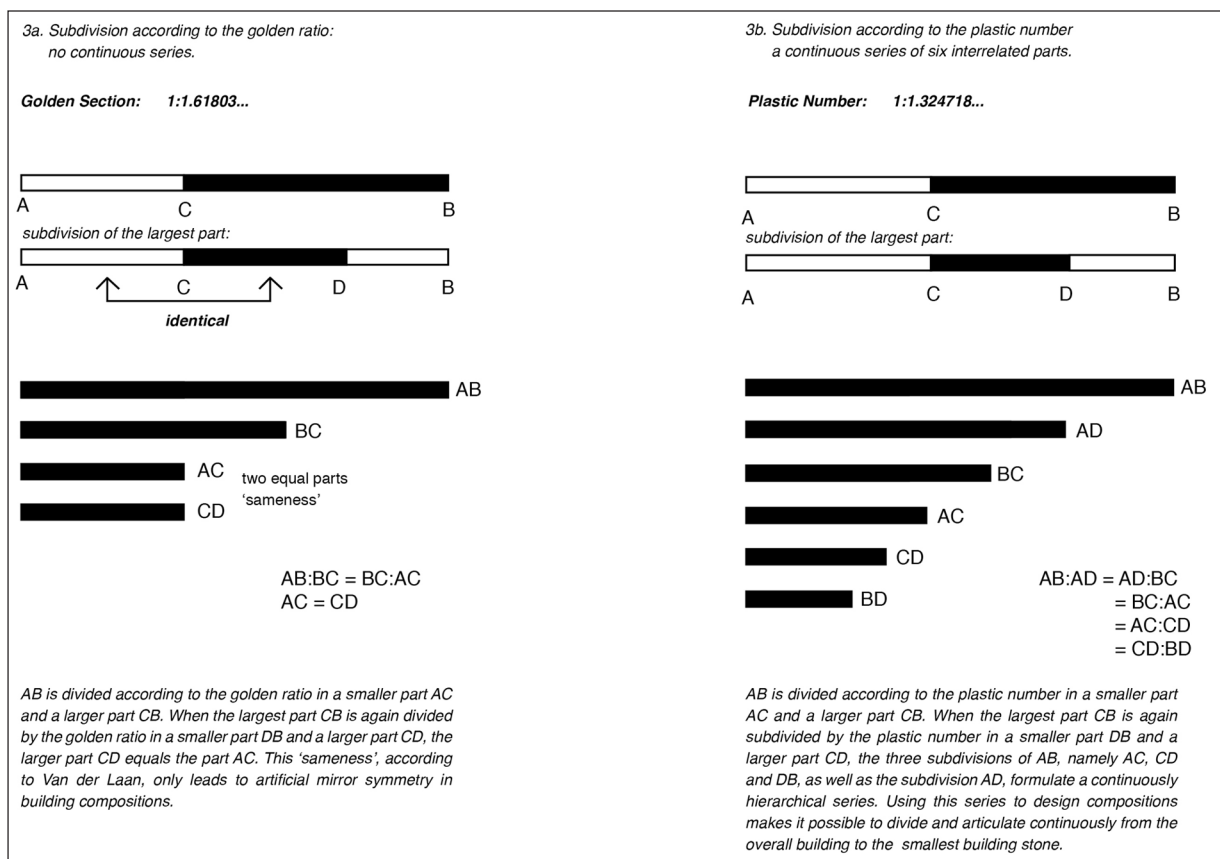 3a. Subdivision according to the golden ratio:
no continuous series.
Golden Section: 1:1.61803...
A
C
B
subdivision of the largest part:
A
C
D
B
identical
AB
BC
AC
two equal parts
'sameness'
CD
AB:BC = BC:AC
AC = CD
AB is divided according to the golden ratio in a smaller part AC
and a larger part CB. When the largest part CB is again divided
by the golden ratio in a smaller part DB and a larger part CD, the
larger part CD equals the part AC. This 'sameness', according
to Van der Laan, only leads to artificial mirror symmetry in
building compositions.
3b. Subdivision according to the plastic number
a continuous series of six interrelated parts.
Plastic Number: 1:1.324718...
A
C
B
subdivision of the largest part:
A
C
D
B
AB
AD
BC
AC
CD
BD
AB:AD = AD:BC
= BC:AC
= AC:CD
= CD:BD
AB is divided according to the plastic number in a smaller part
AC and a larger part CB. When the largest part CB is again
subdivided by the plastic number in a smaller part DB and a
larger part CD, the three subdivisions of AB, namely AC, CD
and DB, as well as the subdivision AD, formulate a continuously
hierarchical series. Using this series to design compositions
makes it possible to divide and articulate continuously from the
overall building to the smallest building stone.